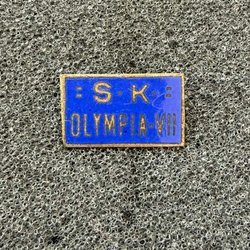 : S · K · :
OLYMPIA-VII